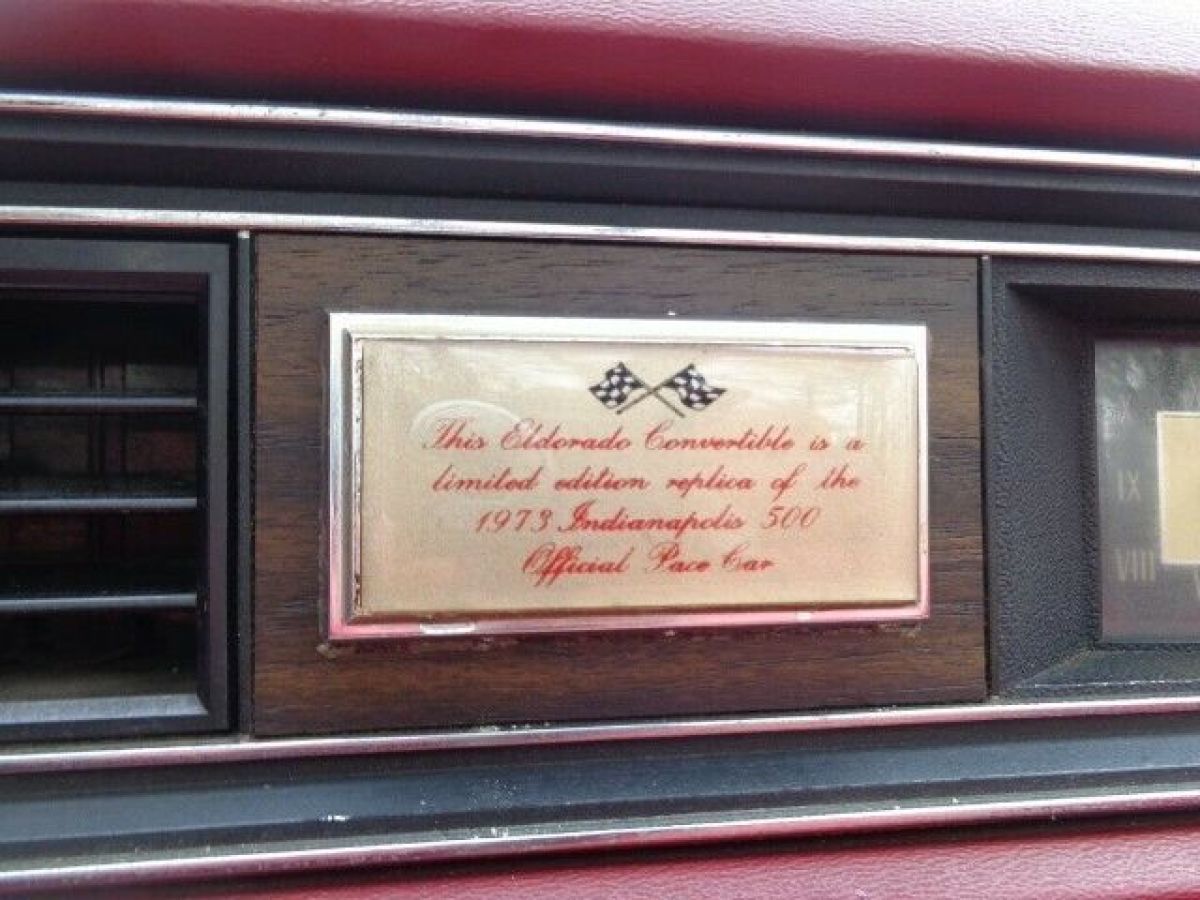 This Eldorado Convertible is a
limited edition replica of the
1973 Indianapolis 500
Official Pace Car
IX
VIII